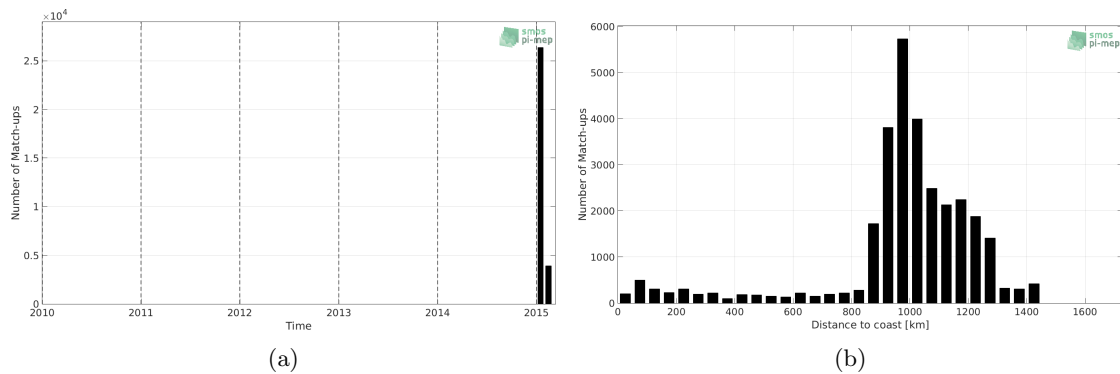 ×10⁴
smos
pi-mep
Number of Match-ups
2.5
2
1.5
1
0.5
0
2010 2011 2012 2013 2014 2015
Time
(a)
smos
pi-mep
Number of Match-ups
6000
5000
4000
3000
2000
1000
0
0 200 400 600 800 1000 1200 1400 1600
Distance to coast [km]
(b)